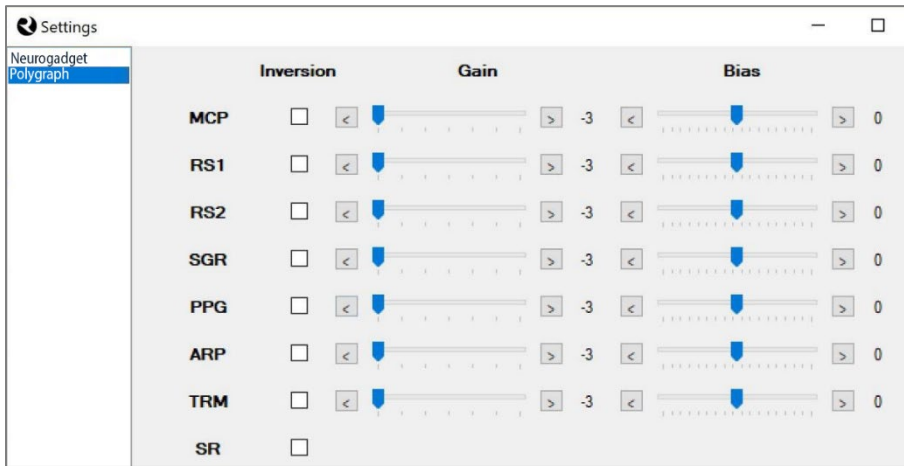 Settings
Neurogadget
Polygraph
Inversion Gain Bias
MCP < > -3 < > 0
RS1 < > -3 < > 0
RS2 < > -3 < > 0
SGR < > -3 < > 0
PPG < > -3 < > 0
ARP < > -3 < > 0
TRM < > -3 < > 0
SR